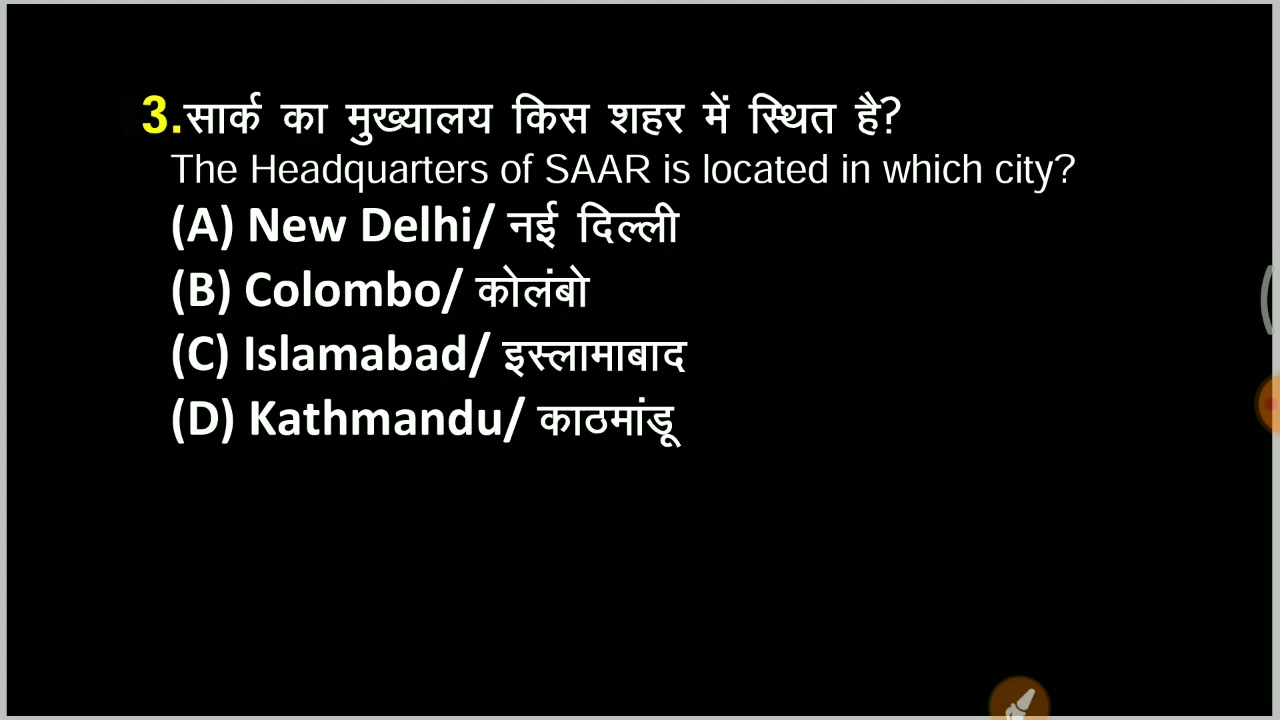 3.सार्क का मुख्यालय किस शहर में स्थित है?
The Headquarters of SAAR is located in which city?
(A) New Delhi/ नई दिल्ली
(B) Colombo/ कोलंबो
(C) Islamabad/ इस्लामाबाद
(D) Kathmandu/ काठमांडू